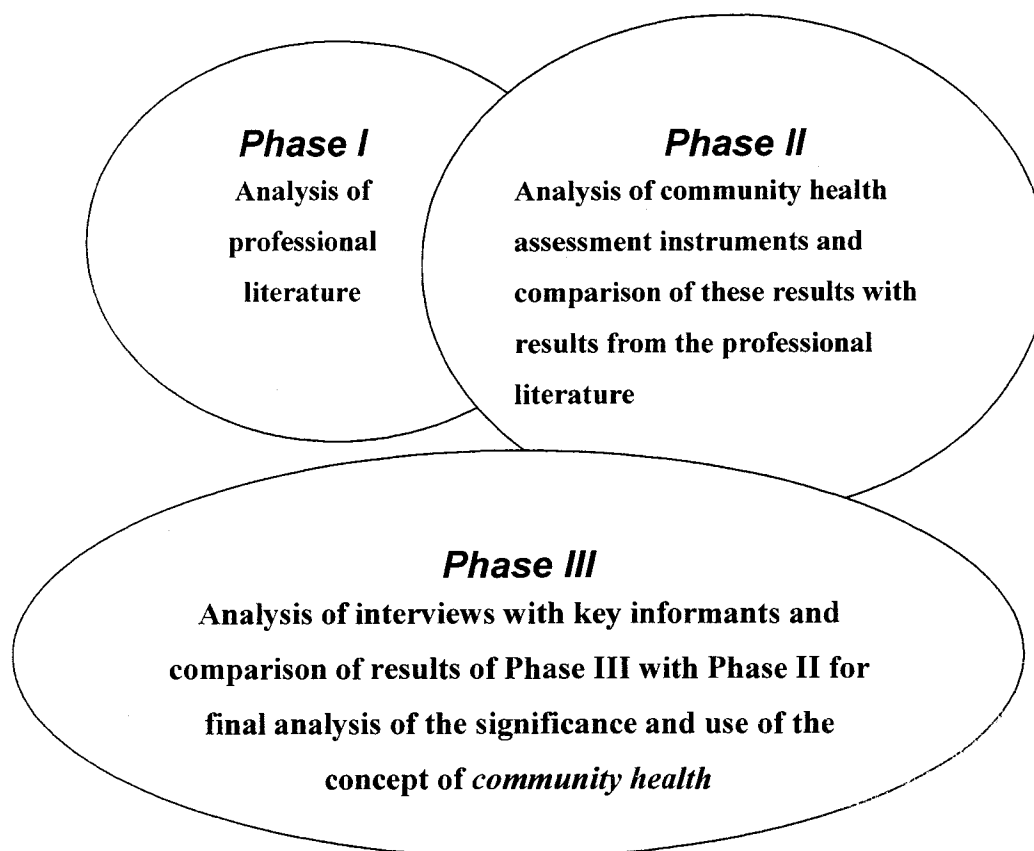 Phase I
Analysis of
professional
literature
Phase II
Analysis of community health
assessment instruments and
comparison of these results with
results from the professional
literature
Phase III
Analysis of interviews with key informants and
comparison of results of Phase III with Phase II for
final analysis of the significance and use of the
concept of community health